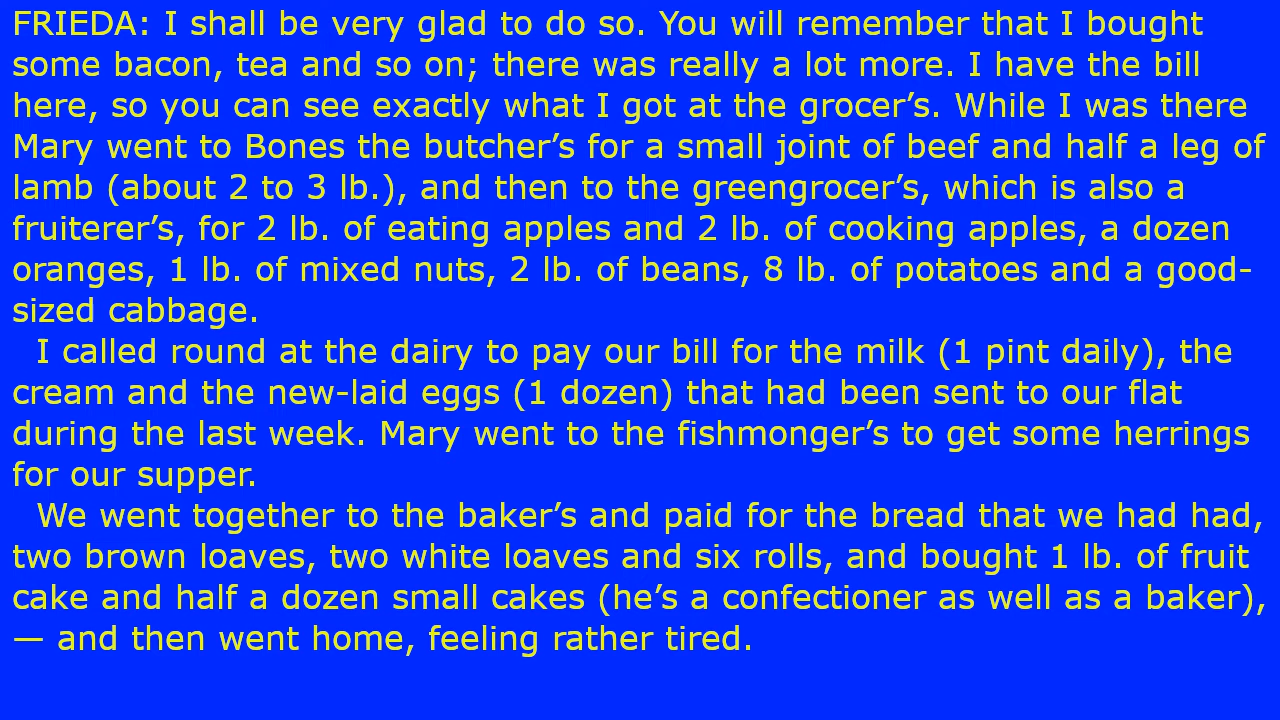 FRIEDA: I shall be very glad to do so. You will remember that I bought
some bacon, tea and so on; there was really a lot more. I have the bill
here, so you can see exactly what I got at the grocer’s. While I was there
Mary went to Bones the butcher’s for a small joint of beef and half a leg of
lamb (about 2 to 3 lb.), and then to the greengrocer’s, which is also a
fruiterer’s, for 2 lb. of eating apples and 2 lb. of cooking apples, a dozen
oranges, 1 lb. of mixed nuts, 2 lb. of beans, 8 lb. of potatoes and a good-
sized cabbage.
I called round at the dairy to pay our bill for the milk (1 pint daily), the
cream and the new-laid eggs (1 dozen) that had been sent to our flat
during the last week. Mary went to the fishmonger’s to get some herrings
for our supper.
We went together to the baker’s and paid for the bread that we had had,
two brown loaves, two white loaves and six rolls, and bought 1 lb. of fruit
cake and half a dozen small cakes (he’s a confectioner as well as a baker),
— and then went home, feeling rather tired.